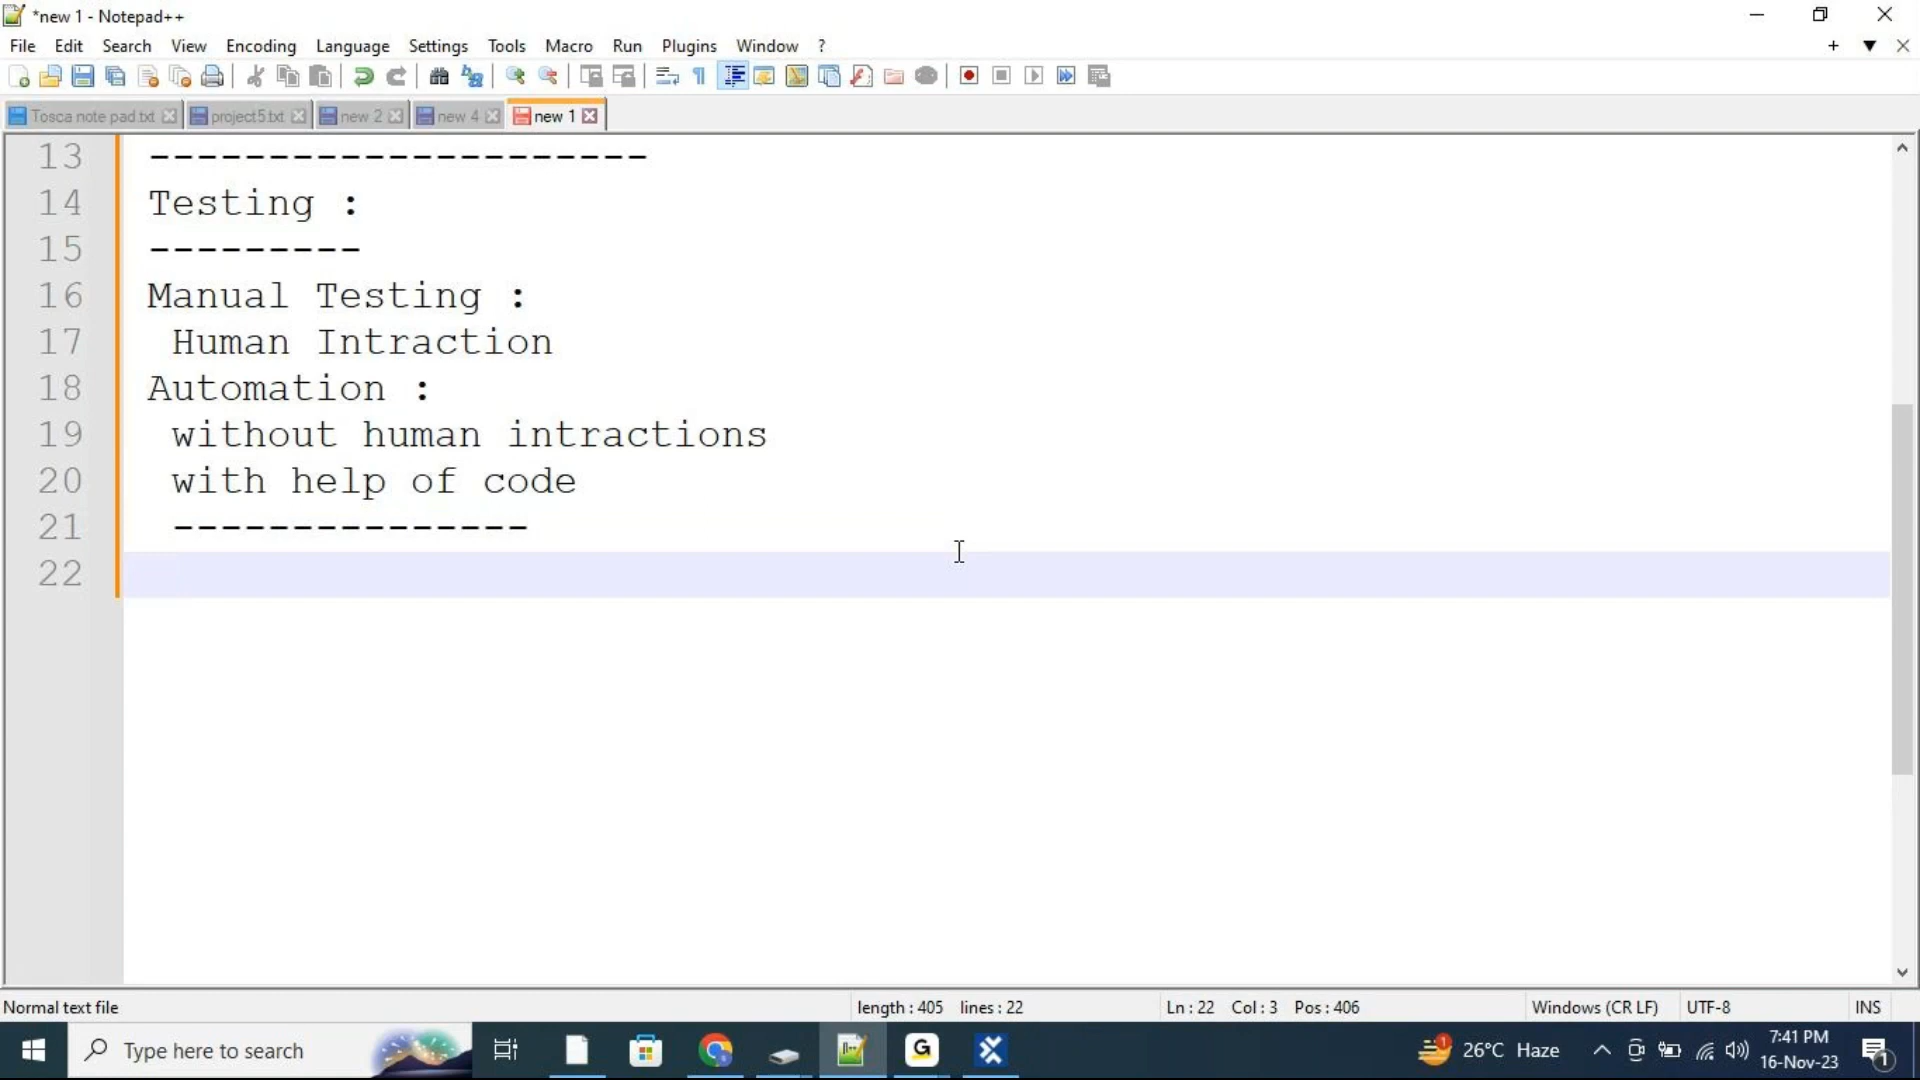 *new 1 - Notepad++
File Edit Search View Encoding Language Settings Tools Macro Run Plugins Window ?
Tosca note pad.txt project5.txt new 2 new 4 new 1
13 ---------------------
14 Testing :
15 ---------
16 Manual Testing :
17 Human Intraction
18 Automation :
19 without human intractions
20 with help of code
21 ---------------
22
Normal text file length : 405 lines : 22 Ln : 22 Col : 3 Pos : 406 Windows (CR LF) UTF-8 INS
Type here to search 26°C Haze 7:41 PM
16-Nov-23 1